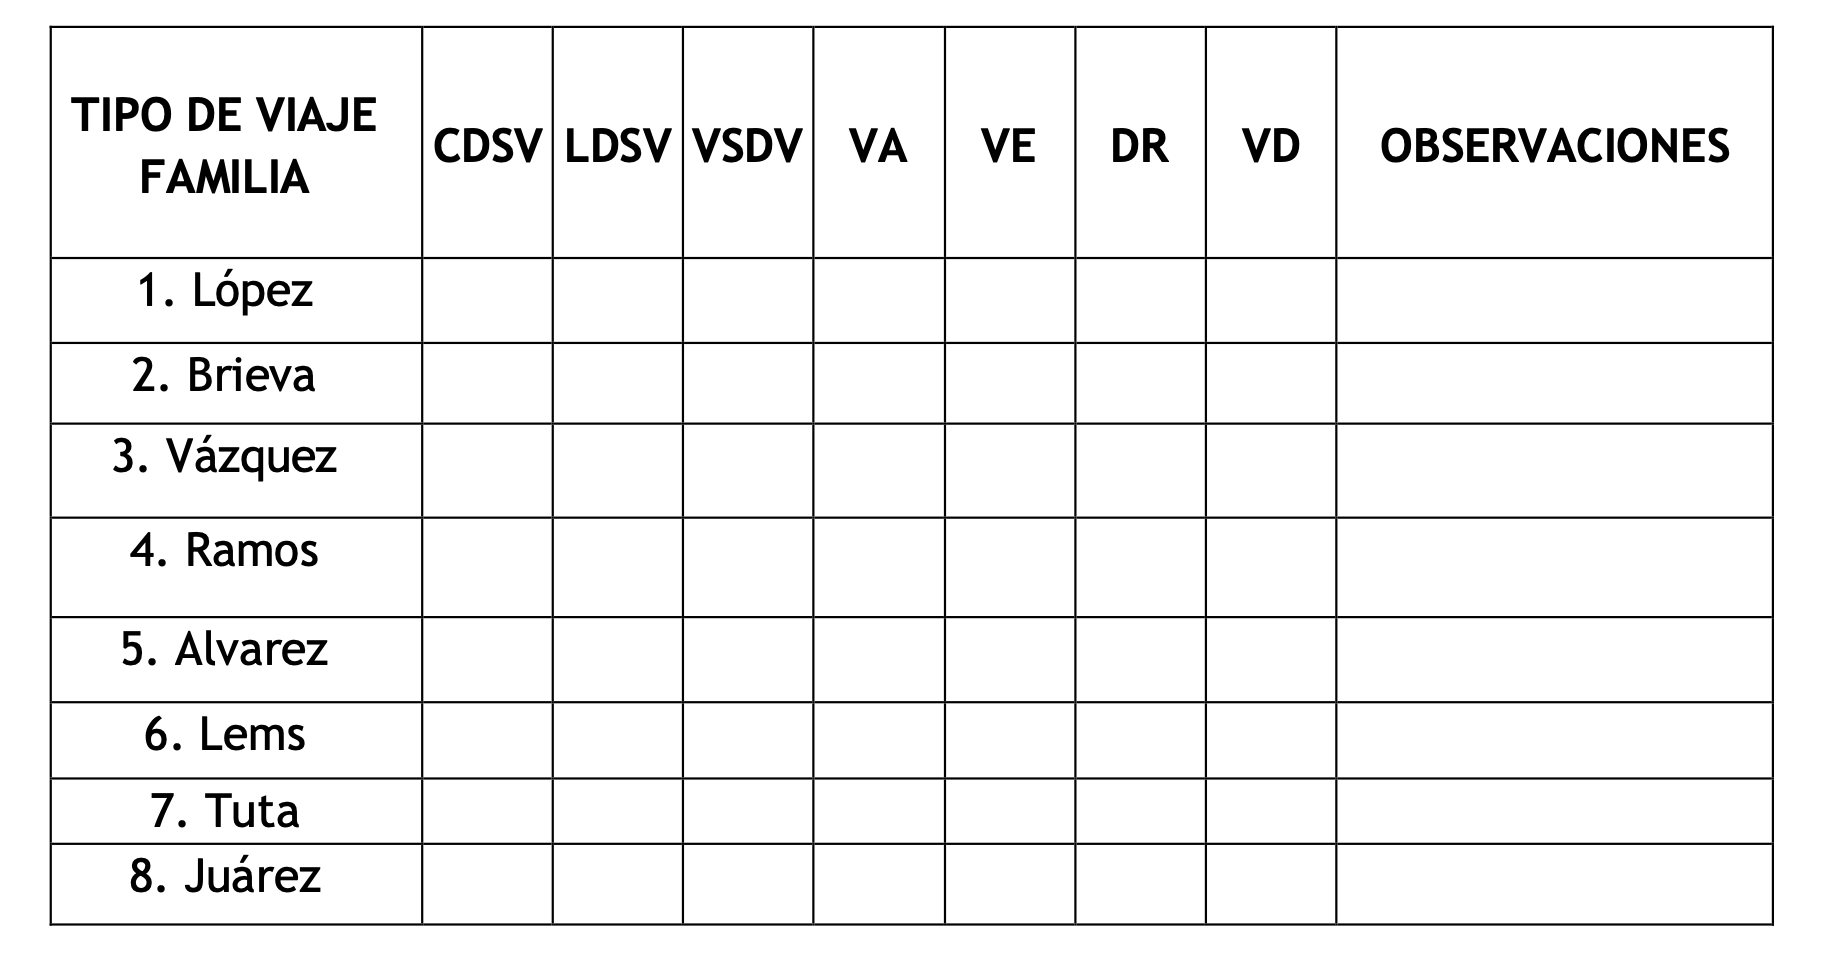 TIPO DE VIAJE
FAMILIA
CDSV LDSV VSDV VA VE DR VD OBSERVACIONES
1. López
2. Brieva
3. Vázquez
4. Ramos
5. Alvarez
6. Lems
7. Tuta
8. Juárez